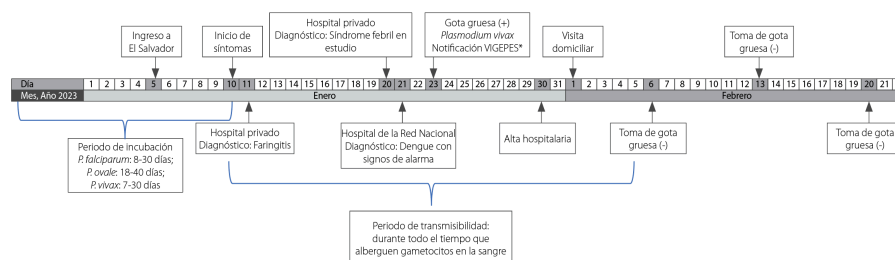 Ingreso a
El Salvador
Inicio de
síntomas
Hospital privado
Diagnóstico: Síndrome febril en
estudio
Gota gruesa (+)
Plasmodium vivax
Notificación VIGEPES*
Visita
domiciliar
Toma de gota
gruesa (-)
Día 1 2 3 4 5 6 7 8 9 10 11 12 13 14 15 16 17 18 19 20 21 22 23 24 25 26 27 28 29 30 31 1 2 3 4 5 6 7 8 9 10 11 12 13 14 15 16 17 18 19 20 21
Mes, Año 2023 Enero Febrero
Periodo de incubación
P. falciparum: 8-30 días;
P. ovale: 18-40 días;
P. vivax: 7-30 días
Hospital privado
Diagnóstico: Faringitis
Hospital de la Red Nacional
Diagnóstico: Dengue con
signos de alarma
Alta hospitalaria
Toma de gota
gruesa (-)
Toma de gota
gruesa (-)
Periodo de transmisibilidad:
durante todo el tiempo que
alberguen gametocitos en la sangre